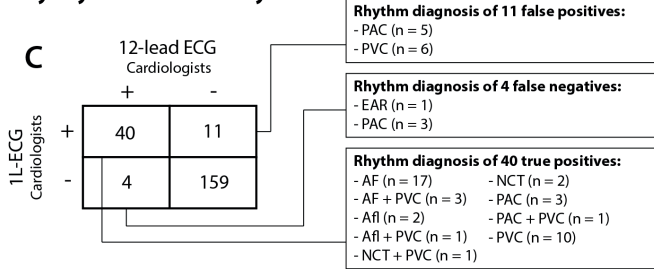 C
12-lead ECG
Cardiologists
+ -
1L-ECG
Cardiologists
+ 40 11
- 4 159
Rhythm diagnosis of 11 false positives:
- PAC (n = 5)
- PVC (n = 6)
Rhythm diagnosis of 4 false negatives:
- EAR (n = 1)
- PAC (n = 3)
Rhythm diagnosis of 40 true positives:
- AF (n = 17)
- AF + PVC (n = 3)
- Afl (n = 2)
- Afl + PVC (n = 1)
- NCT + PVC (n = 1)
- NCT (n = 2)
- PAC (n = 3)
- PAC + PVC (n = 1)
- PVC (n = 10)